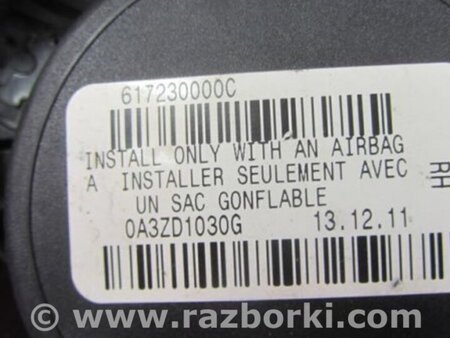 617230000C
INSTALL ONLY WITH AN AIRBAG
A INSTALLER SEULEMENT AVEC
UN SAC GONFLABLE
0A3ZD1030G 13.12.11
RH
www.razborki.com